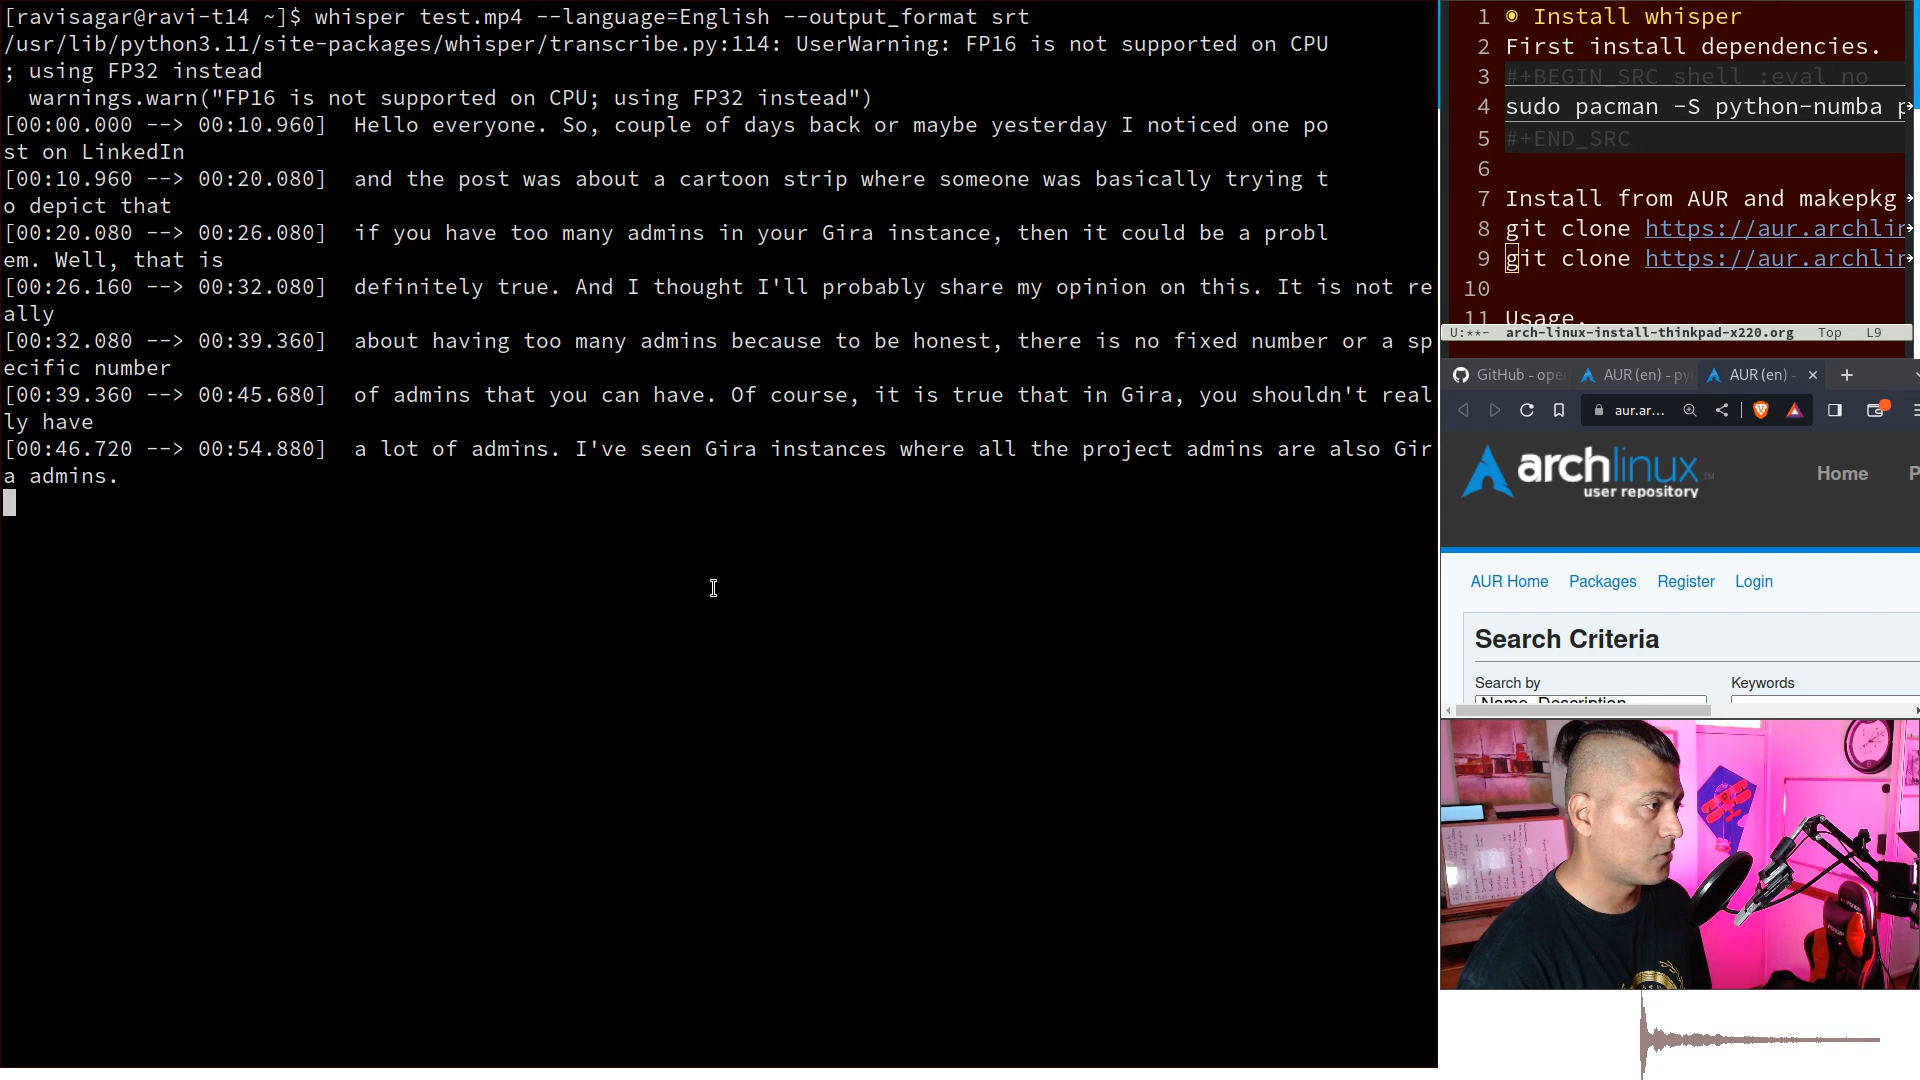 [ravisagar@ravi-t14 ~]$ whisper test.mp4 --language=English --output_format srt
/usr/lib/python3.11/site-packages/whisper/transcribe.py:114: UserWarning: FP16 is not supported on CPU
; using FP32 instead
  warnings.warn("FP16 is not supported on CPU; using FP32 instead")
[00:00.000 --> 00:10.960]  Hello everyone. So, couple of days back or maybe yesterday I noticed one po
st on LinkedIn
[00:10.960 --> 00:20.080]  and the post was about a cartoon strip where someone was basically trying t
o depict that
[00:20.080 --> 00:26.080]  if you have too many admins in your Gira instance, then it could be a probl
em. Well, that is
[00:26.160 --> 00:32.080]  definitely true. And I thought I'll probably share my opinion on this. It is not re
ally
[00:32.080 --> 00:39.360]  about having too many admins because to be honest, there is no fixed number or a sp
ecific number
[00:39.360 --> 00:45.680]  of admins that you can have. Of course, it is true that in Gira, you shouldn't real
ly have
[00:46.720 --> 00:54.880]  a lot of admins. I've seen Gira instances where all the project admins are also Gir
a admins.
1 Install whisper
2 First install dependencies.
3 #+BEGIN_SRC shell :eval no
4 sudo pacman -S python-numba p
5 #+END_SRC
6
7 Install from AUR and makepkg
8 git clone https://aur.archlin
9 git clone https://aur.archlin
10
11 Usage.
U:**- arch-linux-install-thinkpad-x220.org Top L9
GitHub - ope AUR (en) - py AUR (en) -
aur.ar...
archlinux TM
user repository
Home P
AUR Home Packages Register Login
Search Criteria
Search by Keywords
Name, Description